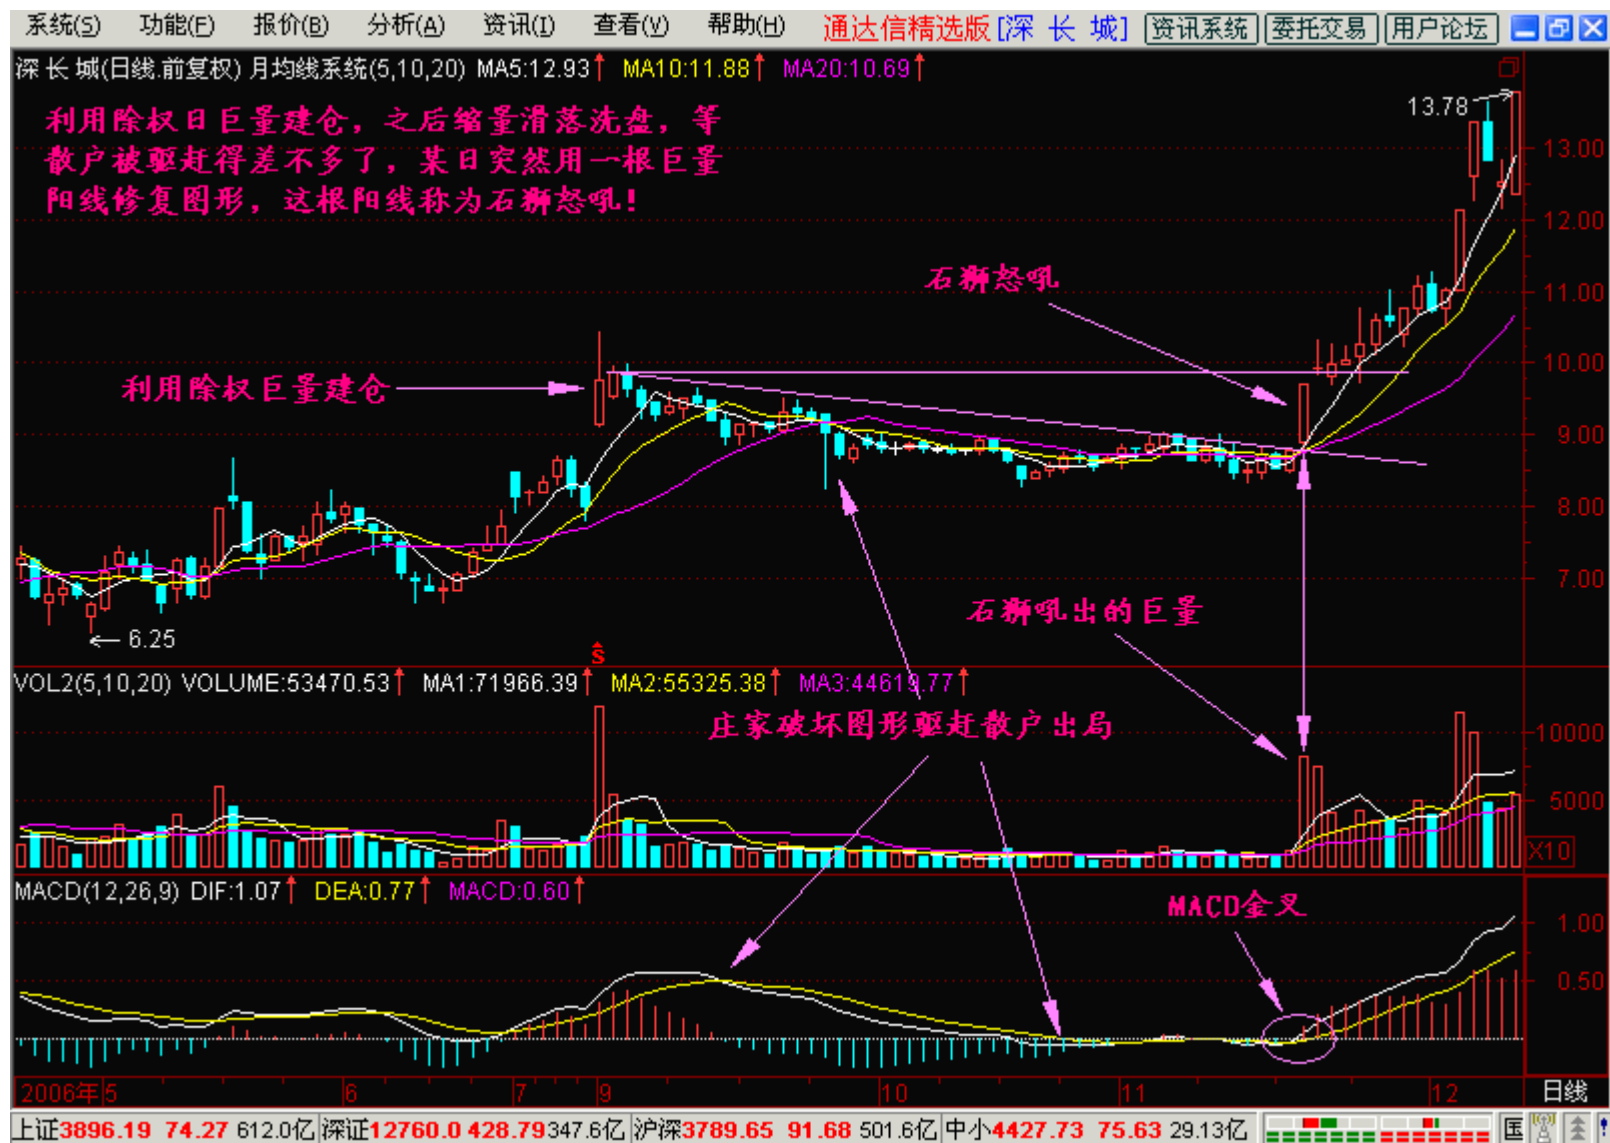 系统(S) 功能(F) 报价(B) 分析(A) 资讯(I) 查看(V) 帮助(H) 通达信精选版[深 长 城] 资讯系统 委托交易 用户论坛
深长城(日线.前复权) 月均线系统(5,10,20) MA5:12.93↑ MA10:11.88↑ MA20:10.69↑
13.78
利用除权日巨量建仓，之后缩量滑落洗盘，等
散户被驱赶得差不多了，某日突然用一根巨量
阳线修复图形，这根阳线称为石狮怒吼！
13.00
12.00
石狮怒吼
11.00
10.00
利用除权巨量建仓
9.00
8.00
7.00
石狮吼出的巨量
6.25
S
VOL2(5,10,20) VOLUME:53470.53↑ MA1:71966.39↑ MA2:55325.38↑ MA3:44619.77↑
庄家破坏图形驱赶散户出局
10000
5000
X10
MACD(12,26,9) DIF:1.07↑ DEA:0.77↑ MACD:0.60↑
MACD金叉
1.00
0.50
2006年 5 6 7 9 10 11 12 日线
上证3896.19 74.27 612.0亿 深证12760.0 428.79 347.6亿 沪深3789.65 91.68 501.6亿 中小4427.73 75.63 29.13亿